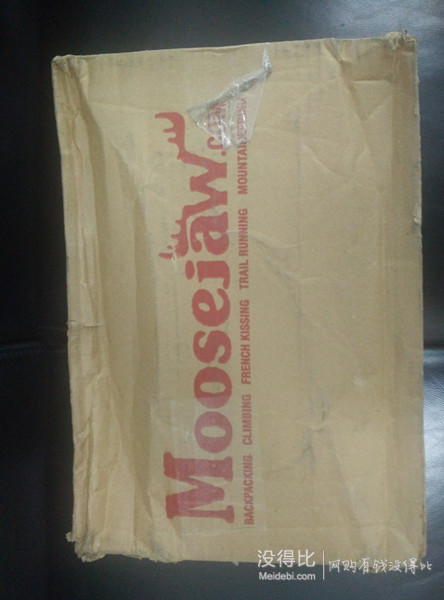 Moosejaw.com
BACKPACKING CLIMBING FRENCH KISSING TRAIL RUNNING MOUNTAIN
没得比
Meidebi.com
网购有钱没得比